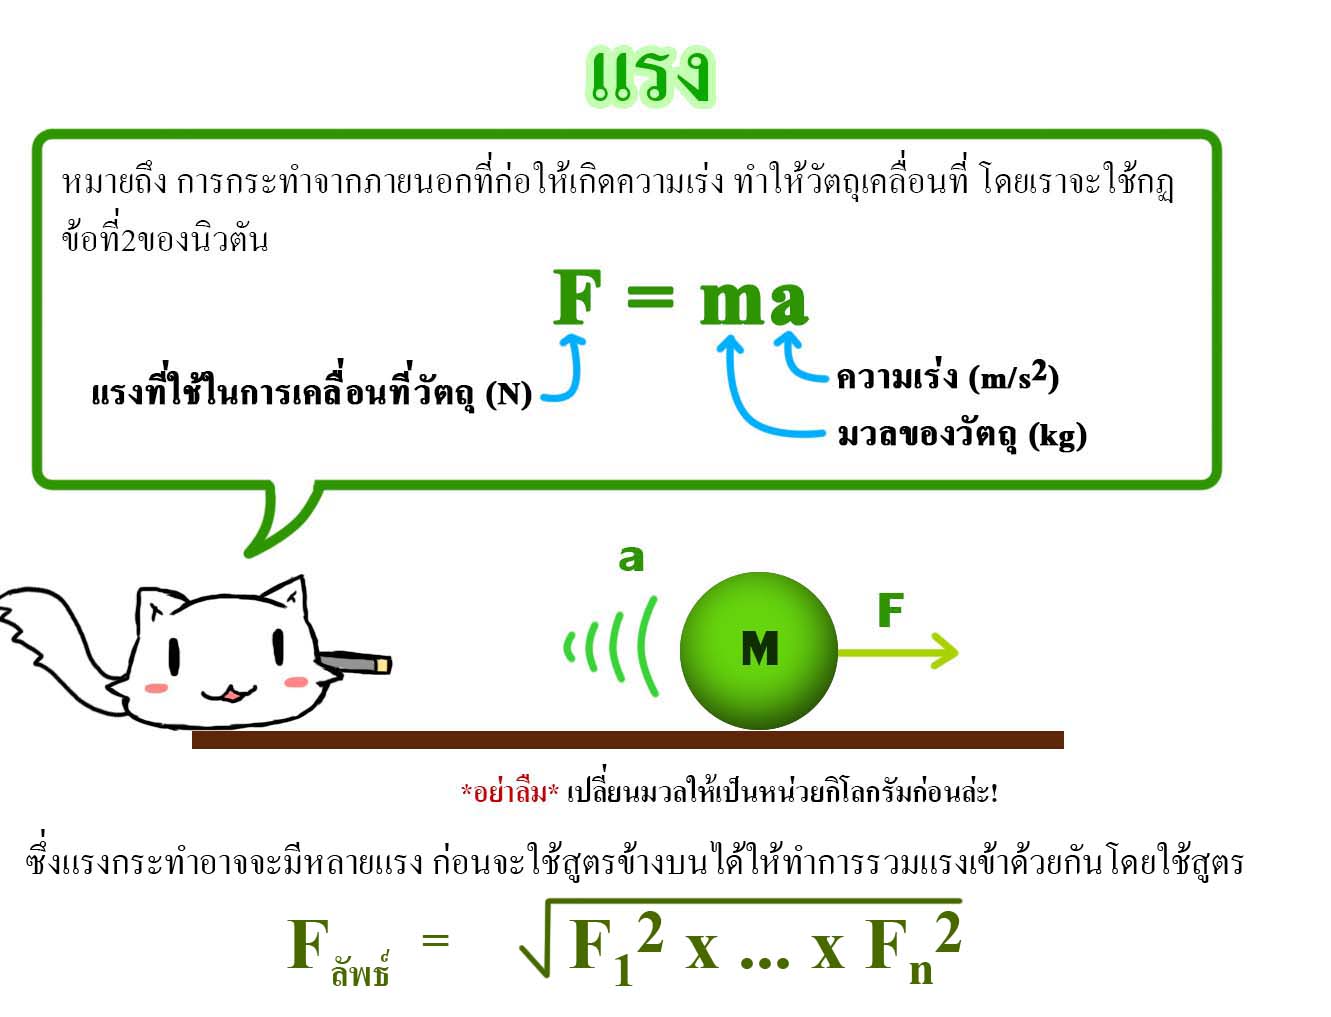 แรง
หมายถึง การกระทำจากภายนอกที่ก่อให้เกิดความเร่ง ทำให้วัตถุเคลื่อนที่ โดยเราจะใช้กฏ
ข้อที่2ของนิวตัน
F = ma
แรงที่ใช้ในการเคลื่อนที่วัตถุ (N)
ความเร่ง (m/s²)
มวลของวัตถุ (kg)
a
M
F
*อย่าลืม* เปลี่ยนมวลให้เป็นหน่วยกิโลกรัมก่อนล่ะ!
ซึ่งแรงกระทำอาจจะมีหลายแรง ก่อนจะใช้สูตรข้างบนได้ให้ทำการรวมแรงเข้าด้วยกันโดยใช้สูตร
Fลัพธ์ = √F₁² x ... x Fₙ²